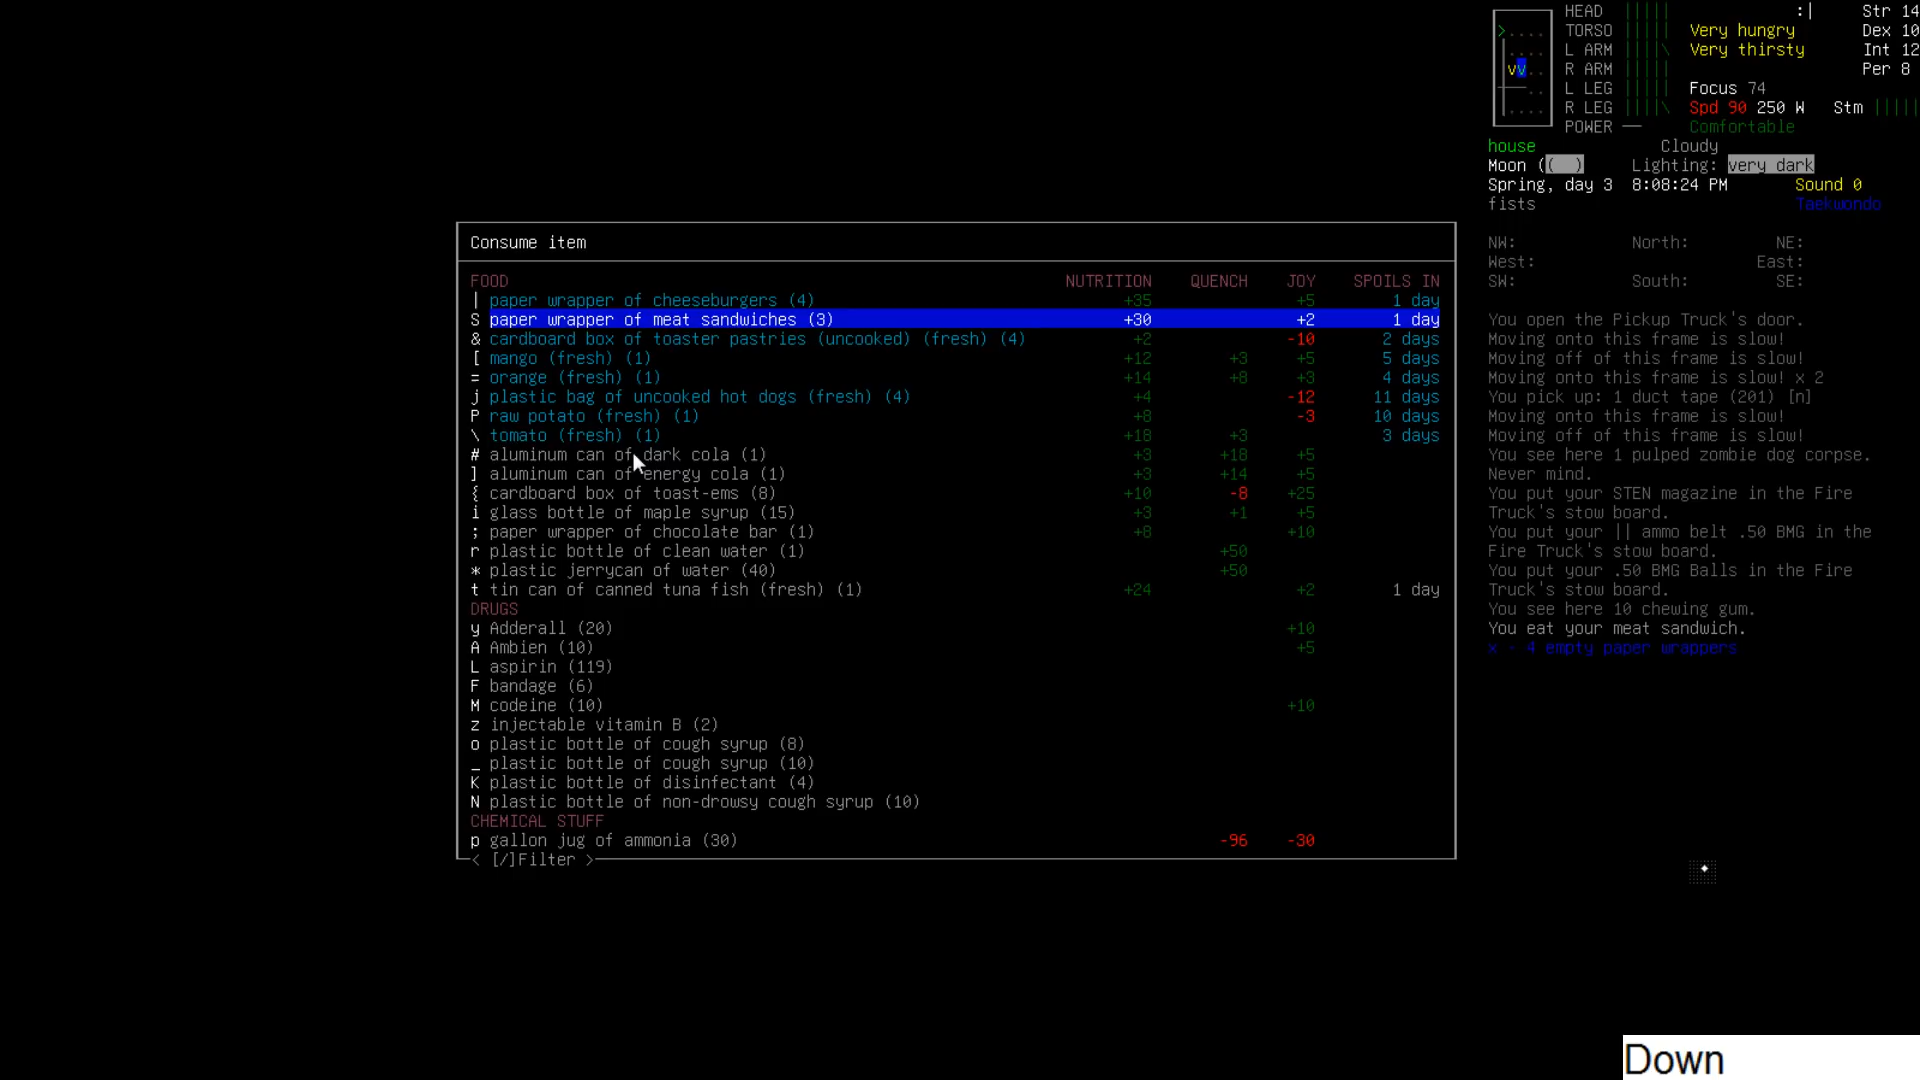 Consume item
FOOD NUTRITION QUENCH JOY SPOILS IN
| paper wrapper of cheeseburgers (4) +35 +5 1 day
S paper wrapper of meat sandwiches (3) +30 +2 1 day
& cardboard box of toaster pastries (uncooked) (fresh) (4) +2 -10 2 days
[ mango (fresh) (1) +12 +3 +5 5 days
= orange (fresh) (1) +14 +8 +3 4 days
j plastic bag of uncooked hot dogs (fresh) (4) +4 -12 11 days
P raw potato (fresh) (1) +8 -3 10 days
\ tomato (fresh) (1) +18 +3 3 days
# aluminum can of dark cola (1) +3 +18 +5
] aluminum can of energy cola (1) +3 +14 +5
{ cardboard box of toast-ems (8) +10 -8 +25
i glass bottle of maple syrup (15) +3 +1 +5
; paper wrapper of chocolate bar (1) +8 +10
r plastic bottle of clean water (1) +50
* plastic jerrycan of water (40) +50
t tin can of canned tuna fish (fresh) (1) +24 +2 1 day
DRUGS
y Adderall (20) +10
A Ambien (10) +5
L aspirin (119)
F bandage (6)
M codeine (10) +10
z injectable vitamin B (2)
o plastic bottle of cough syrup (8)
_ plastic bottle of cough syrup (10)
K plastic bottle of disinfectant (4)
N plastic bottle of non-drowsy cough syrup (10)
CHEMICAL STUFF
p gallon jug of ammonia (30) -96 -30
< [/]Filter >
HEAD ||||| :| Str 14
TORSO ||||| Very hungry Dex 10
L ARM ||||\ Very thirsty Int 12
R ARM ||||| Per 8
L LEG ||||| Focus 74
R LEG ||||\ Spd 90 250 W Stm |||||
POWER — Comfortable
house Cloudy
Moon (( ) Lighting: very dark
Spring, day 3 8:08:24 PM Sound 0
fists Taekwondo
NW: North: NE:
West: East:
SW: South: SE:
You open the Pickup Truck's door.
Moving onto this frame is slow!
Moving off of this frame is slow!
Moving onto this frame is slow! x 2
You pick up: 1 duct tape (201) [n]
Moving onto this frame is slow!
Moving off of this frame is slow!
You see here 1 pulped zombie dog corpse.
Never mind.
You put your STEN magazine in the Fire
Truck's stow board.
You put your || ammo belt .50 BMG in the
Fire Truck's stow board.
You put your .50 BMG Balls in the Fire
Truck's stow board.
You see here 10 chewing gum.
You eat your meat sandwich.
x - 4 empty paper wrappers
Down